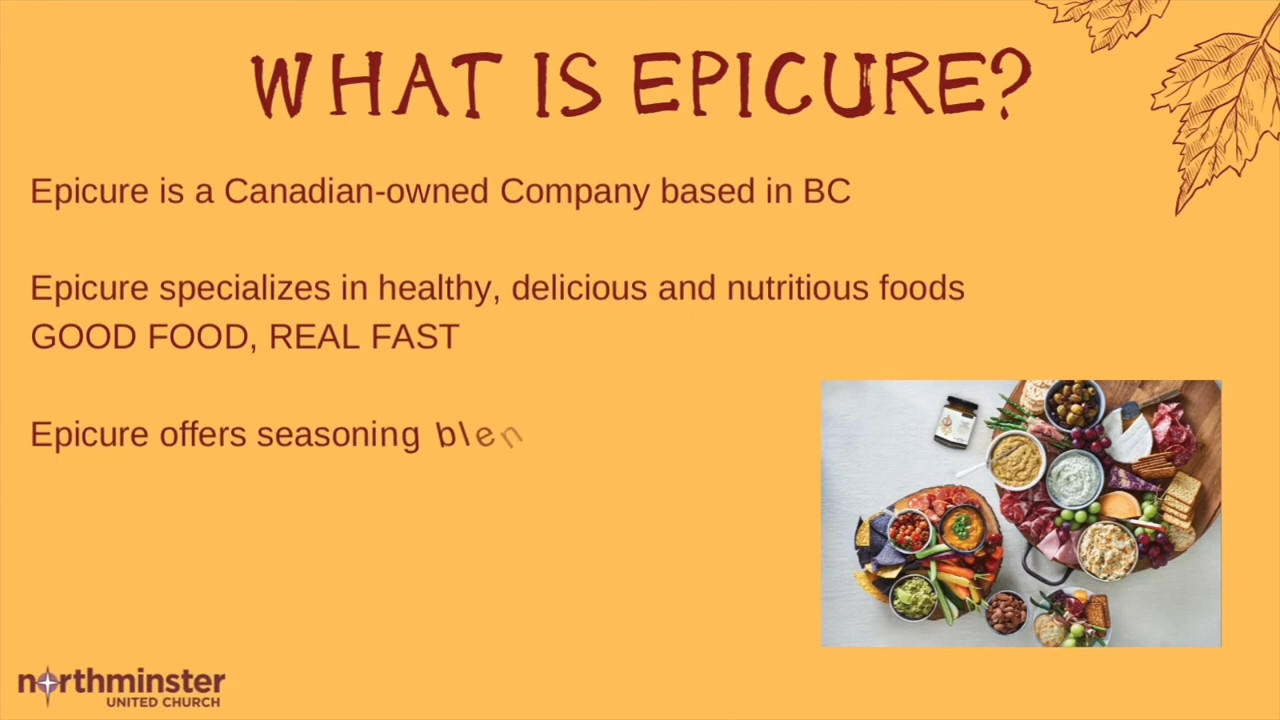 WHAT IS EPICURE?
Epicure is a Canadian-owned Company based in BC
Epicure specializes in healthy, delicious and nutritious foods
GOOD FOOD, REAL FAST
Epicure offers seasoning blen
northminster
UNITED CHURCH